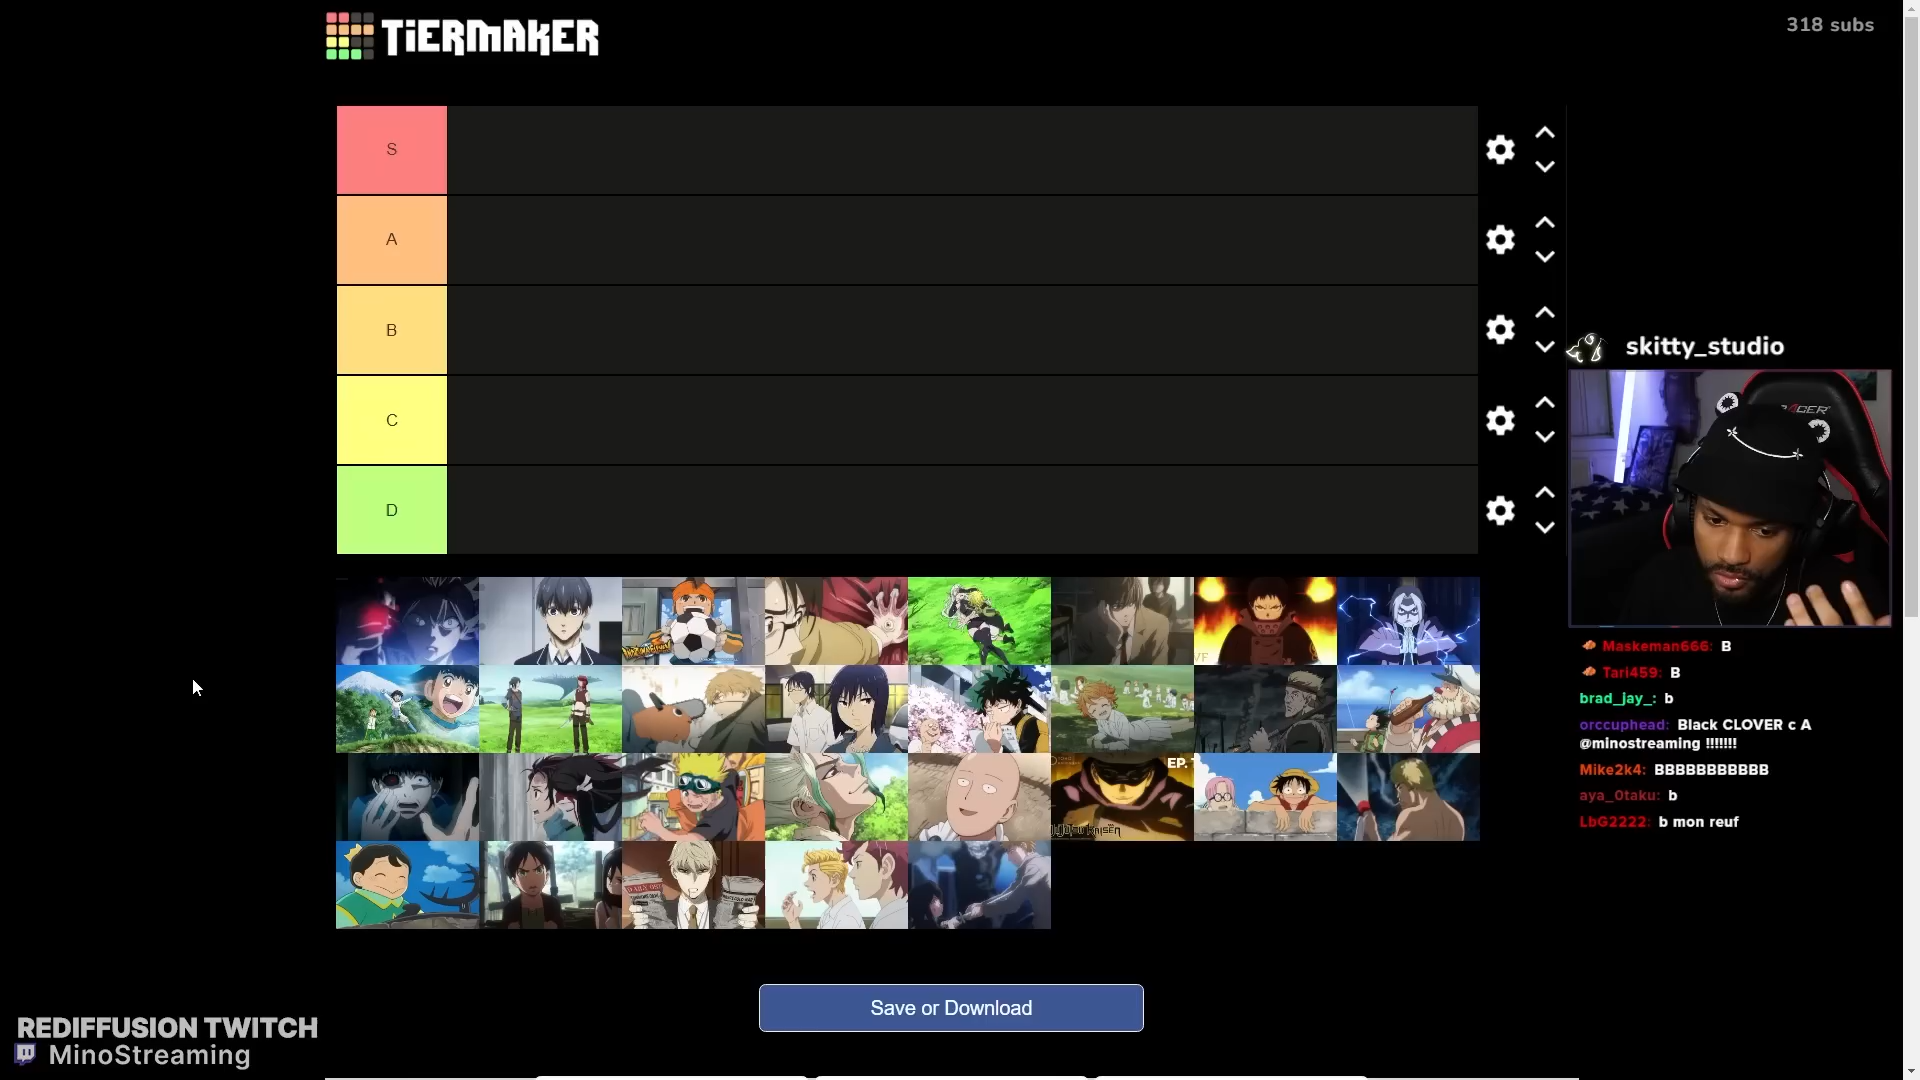 TiERMAKER
318 subs
S
A
B
C
D
skitty_studio
Maskeman666: B
Tari459: B
brad_jay_: b
orccuphead: Black CLOVER c A
@minostreaming !!!!!!!
Mike2k4: BBBBBBBBBBB
aya_0taku: b
LbG2222: b mon reuf
EP.
Save or Download
REDIFFUSION TWITCH
MinoStreaming